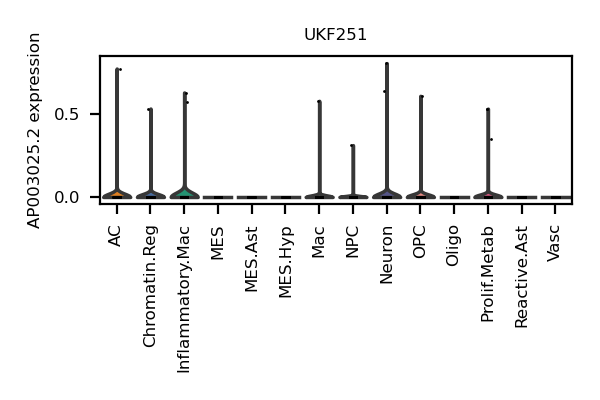 UKF251
AP003025.2 expression
0.5
0.0
AC
Chromatin.Reg
Inflammatory.Mac
MES
MES.Ast
MES.Hyp
Mac
NPC
Neuron
OPC
Oligo
Prolif.Metab
Reactive.Ast
Vasc